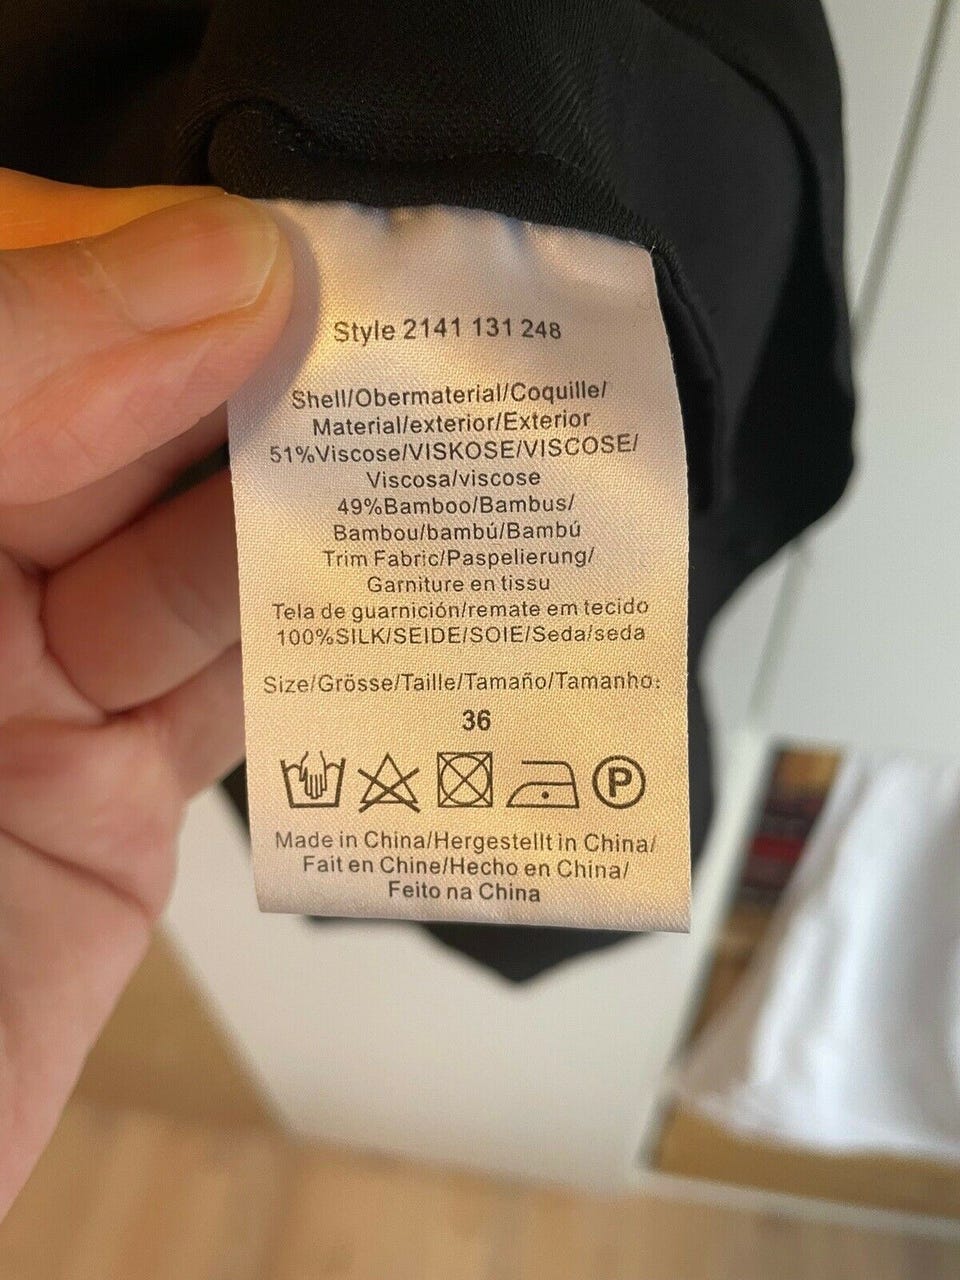 Style 2141 131 248
Shell/Obermaterial/Coquille/
Material/exterior/Exterior
51%Viscose/VISKOSE/VISCOSE/
Viscosa/viscose
49%Bamboo/Bambus/
Bambou/bambú/Bambú
Trim Fabric/Paspelierung/
Garniture en tissu
Tela de guarnición/remate em tecido
100%SILK/SEIDE/SOIE/Seda/seda
Size/Grösse/Taille/Tamaño/Tamanho:
36
P
Made in China/Hergestellt in China/
Fait en Chine/Hecho en China/
Feito na China